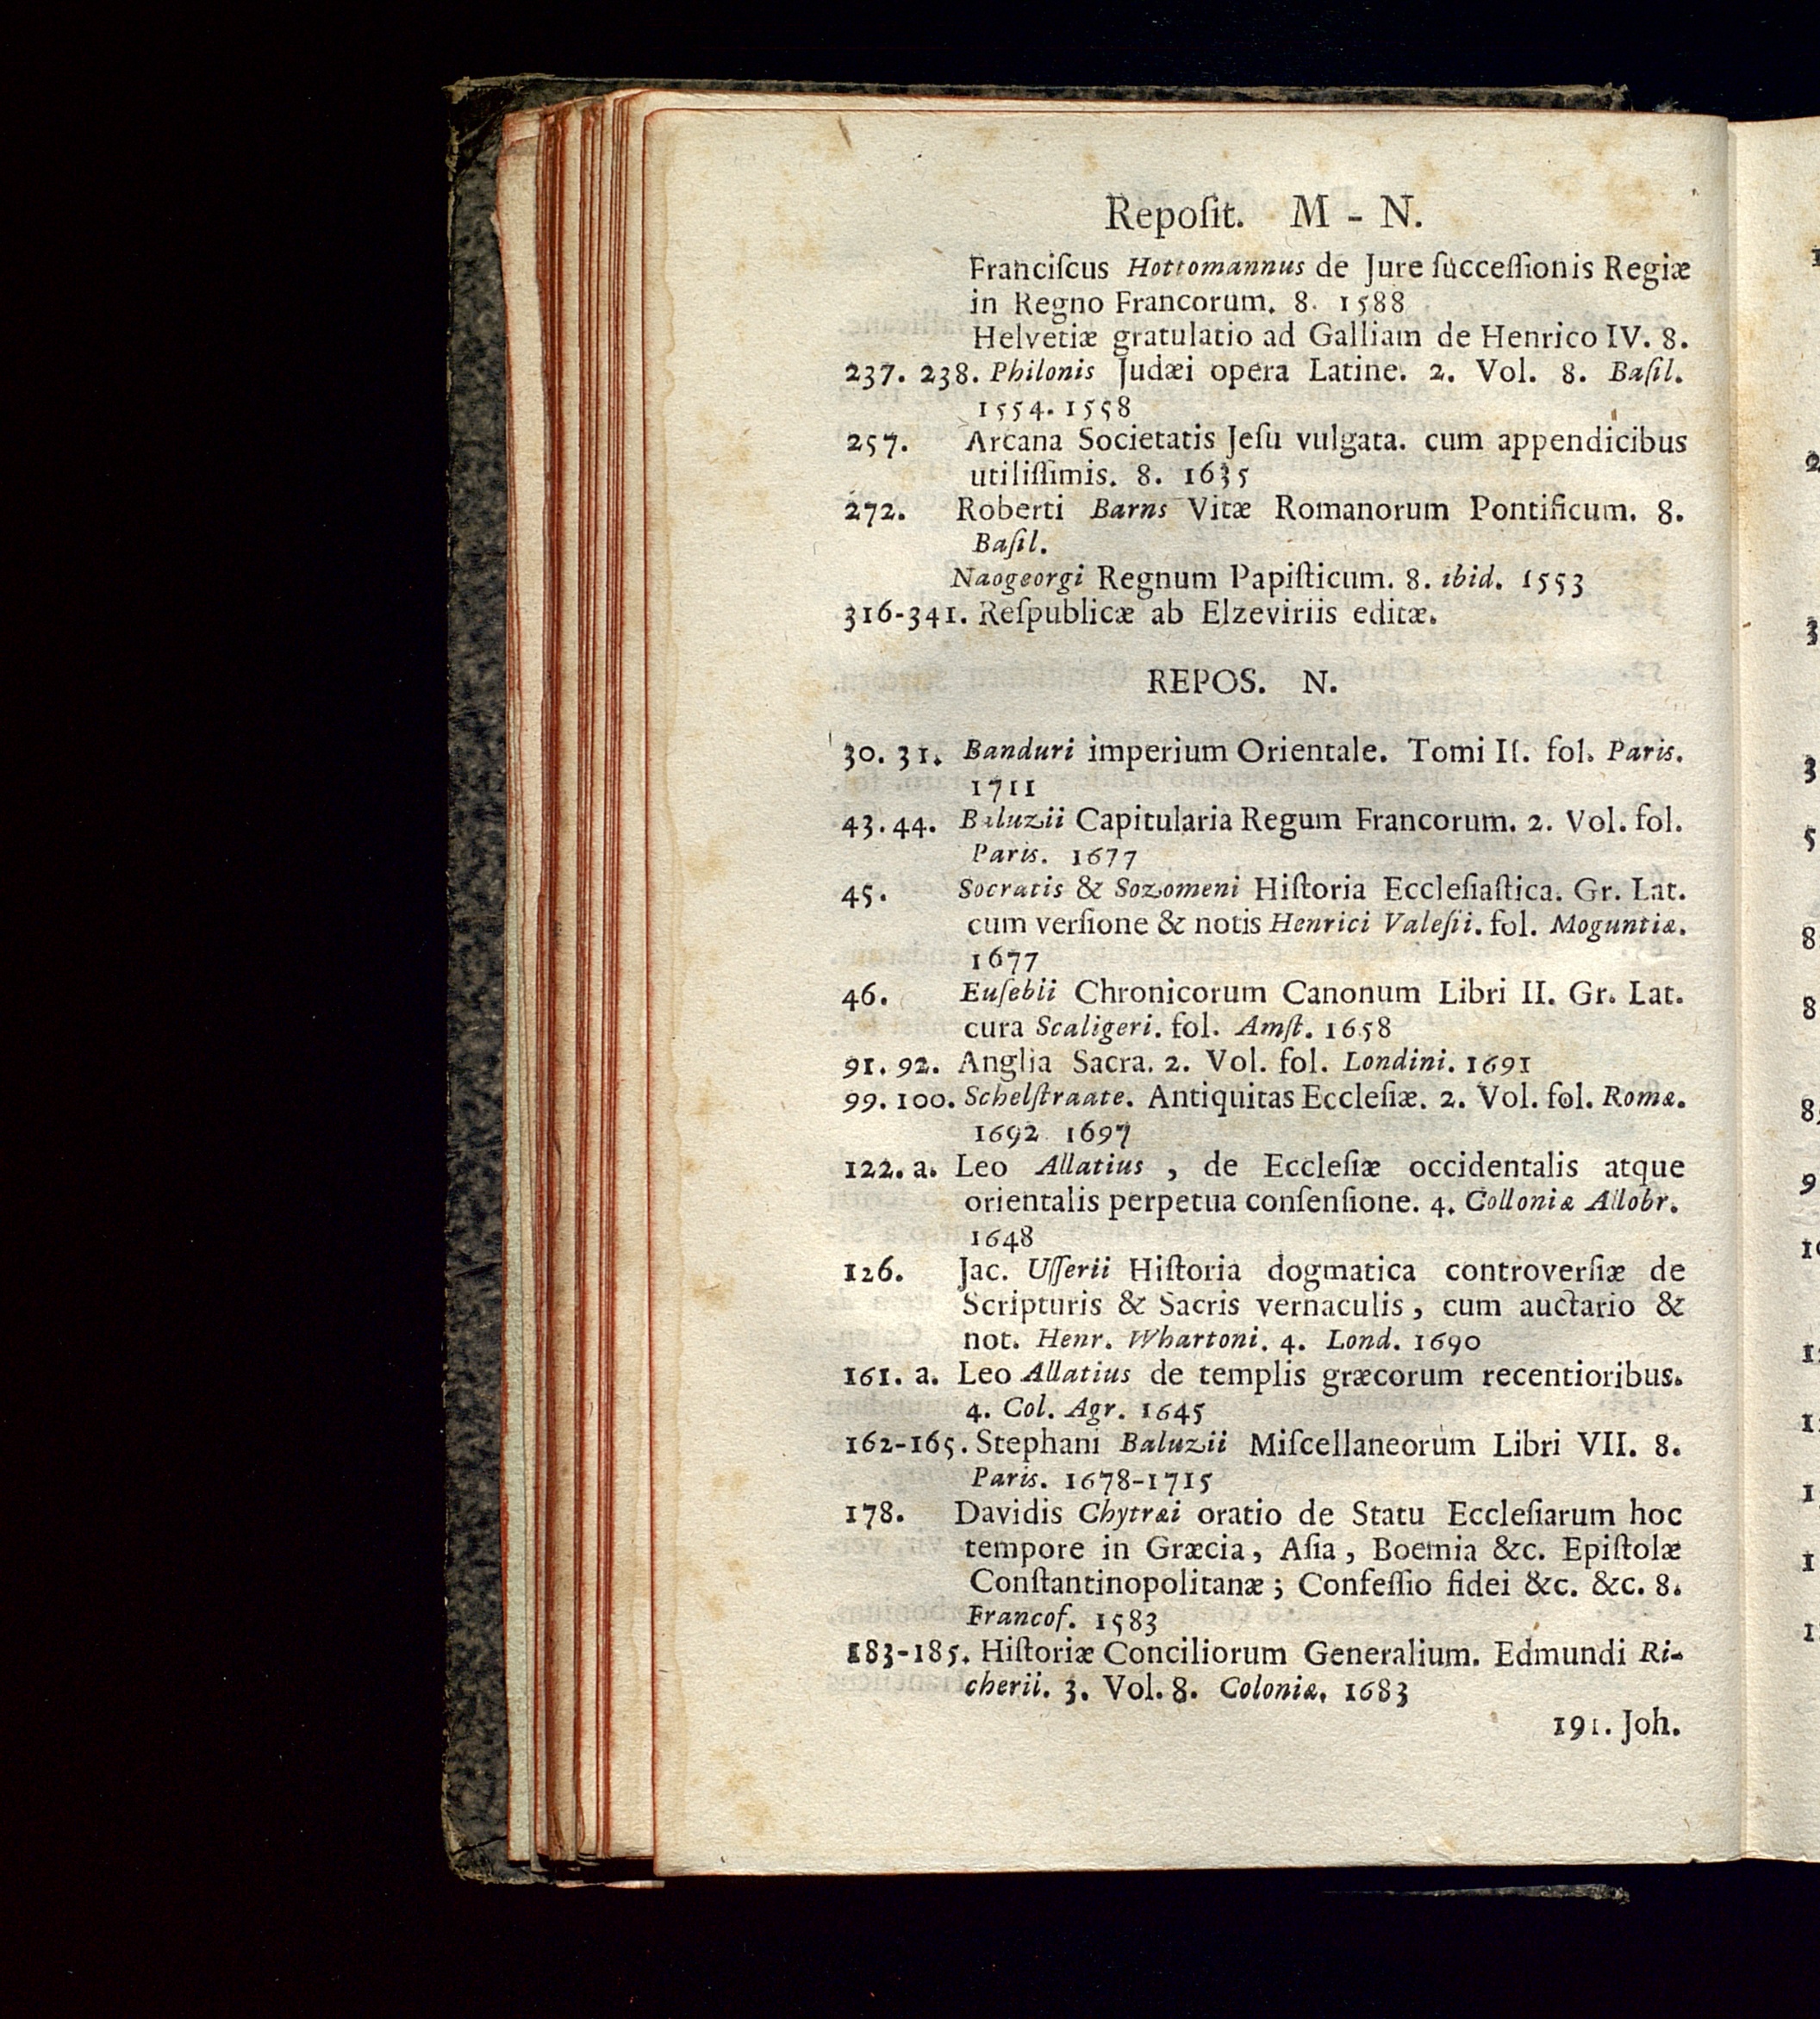 Reposit. M - N.
Franciſcus Hottomannus de Jure ſucceſſionis Regiæ
in Regno Francorum. 8. 1588
Helvetiæ gratulatio ad Galliam de Henrico IV. 8.
237. 238. Philonis Judæi opera Latine. 2. Vol. 8. Baſil.
1554. 1558
257. Arcana Societatis Jeſu vulgata. cum appendicibus
utiliſſimis. 8. 1635
272. Roberti Barns Vitæ Romanorum Pontificum. 8.
Baſil.
Naogeorgi Regnum Papiſticum. 8. ibid. 1553
316-341. Reſpublicæ ab Elzeviriis editæ.
REPOS. N.
30. 31. Banduri imperium Orientale. Tomi II. fol. Paris.
1711
43. 44. Baluzii Capitularia Regum Francorum. 2. Vol. fol.
Paris. 1677
45. Socratis & Sozomeni Hiſtoria Eccleſiaſtica. Gr. Lat.
cum verſione & notis Henrici Valeſii. fol. Moguntiæ.
1677
46. Euſebii Chronicorum Canonum Libri II. Gr. Lat.
cura Scaligeri. fol. Amſt. 1658
91. 92. Anglia Sacra. 2. Vol. fol. Londini. 1691
99. 100. Schelſtraate. Antiquitas Eccleſiæ. 2. Vol. fol. Romæ.
1692 1697
122. a. Leo Allatius , de Eccleſiæ occidentalis atque
orientalis perpetua conſenſione. 4. Colloniæ Allobr.
1648
126. Jac. Uſſerii Hiſtoria dogmatica controverſiæ de
Scripturis & Sacris vernaculis, cum auctario &
not. Henr. Whartoni. 4. Lond. 1690
161. a. Leo Allatius de templis græcorum recentioribus.
4. Col. Agr. 1645
162-165. Stephani Baluzii Miſcellaneorum Libri VII. 8.
Paris. 1678-1715
178. Davidis Chytræi oratio de Statu Eccleſiarum hoc
tempore in Græcia, Aſia, Boemia &c. Epiſtolæ
Conſtantinopolitanæ; Confeſſio fidei &c. &c. 8.
Francof. 1583
183-185. Hiſtoriæ Conciliorum Generalium. Edmundi Ri-
cherii. 3. Vol. 8. Coloniæ. 1683
191. Joh.